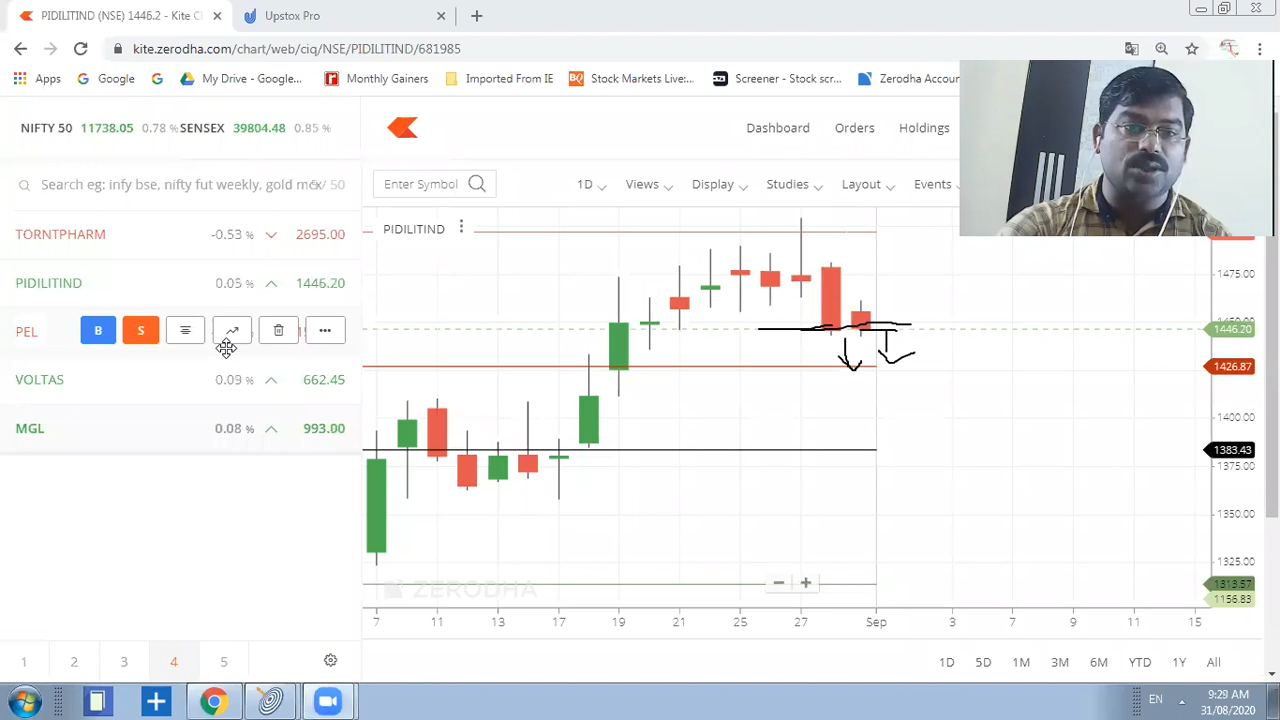 PIDILITIND (NSE) 1446.2 - Kite C
Upstox Pro
kite.zerodha.com/chart/web/ciq/NSE/PIDILITIND/681985
Apps
Google
My Drive - Google...
Monthly Gainers
Imported From IE
Stock Markets Live:...
Screener - Stock scr...
Zerodha Accou
NIFTY 50 11738.05 0.78 % SENSEX 39804.48 0.85 %
Dashboard Orders Holdings
Search eg: infy bse, nifty fut weekly, gold mcx / 50
Enter Symbol
1D Views Display Studies Layout Events
TORNTPHARM -0.53 % 2695.00
PIDILITIND
PIDILITIND 0.05 % 1446.20
PEL B S
VOLTAS 0.09 % 662.45
MGL 0.08 % 993.00
1475.00
1446.20
1426.87
1400.00
1383.43
1375.00
1350.00
1325.00
1313.57
1156.83
ZERODHA
7 11 13 17 19 21 25 27 Sep 3 7 9 11 15
1 2 3 4 5
1D 5D 1M 3M 6M YTD 1Y All
EN
9:29 AM
31/08/2020